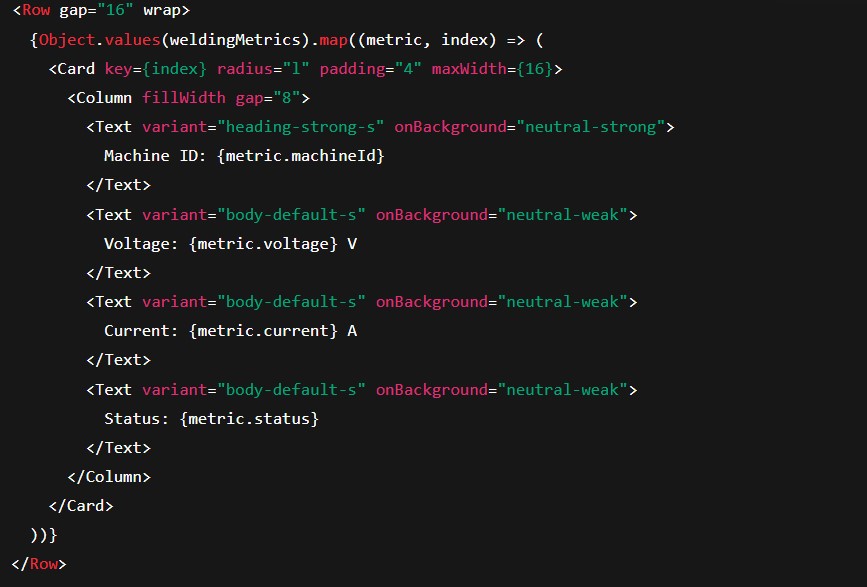 <Row gap="16" wrap>
{Object.values(weldingMetrics).map((metric, index) => (
<Card key={index} radius="l" padding="4" maxWidth={16}>
<Column fillWidth gap="8">
<Text variant="heading-strong-s" onBackground="neutral-strong">
Machine ID: {metric.machineId}
</Text>
<Text variant="body-default-s" onBackground="neutral-weak">
Voltage: {metric.voltage} V
</Text>
<Text variant="body-default-s" onBackground="neutral-weak">
Current: {metric.current} A
</Text>
<Text variant="body-default-s" onBackground="neutral-weak">
Status: {metric.status}
</Text>
</Column>
</Card>
))}
</Row>